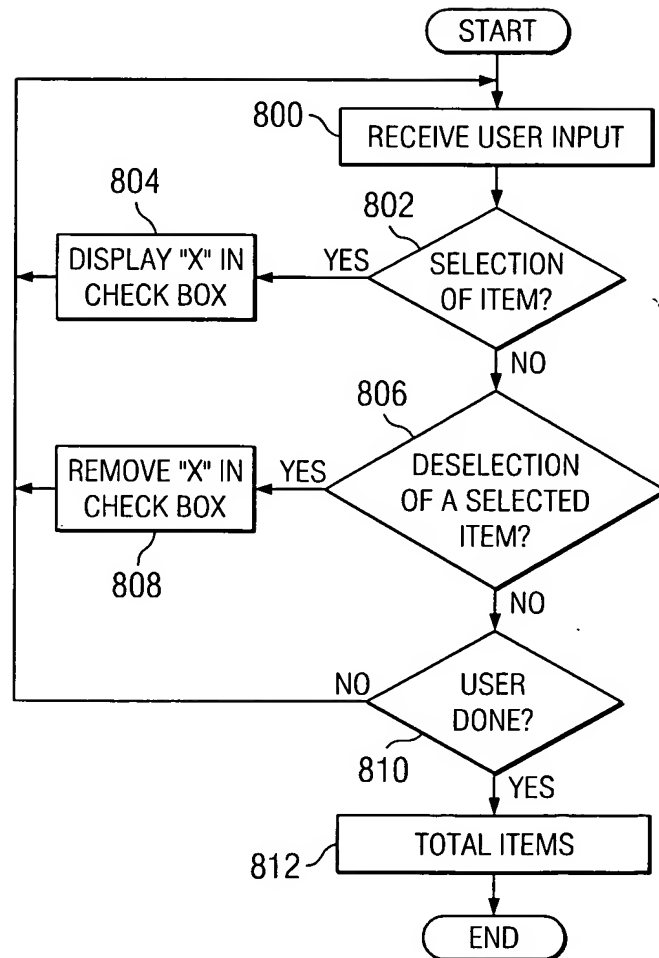 START
800
RECEIVE USER INPUT
804
802
DISPLAY "X" IN
CHECK BOX
YES
SELECTION
OF ITEM?
NO
806
REMOVE "X" IN
CHECK BOX
YES
DESELECTION
OF A SELECTED
ITEM?
808
NO
NO
USER
DONE?
810
YES
812
TOTAL ITEMS
END